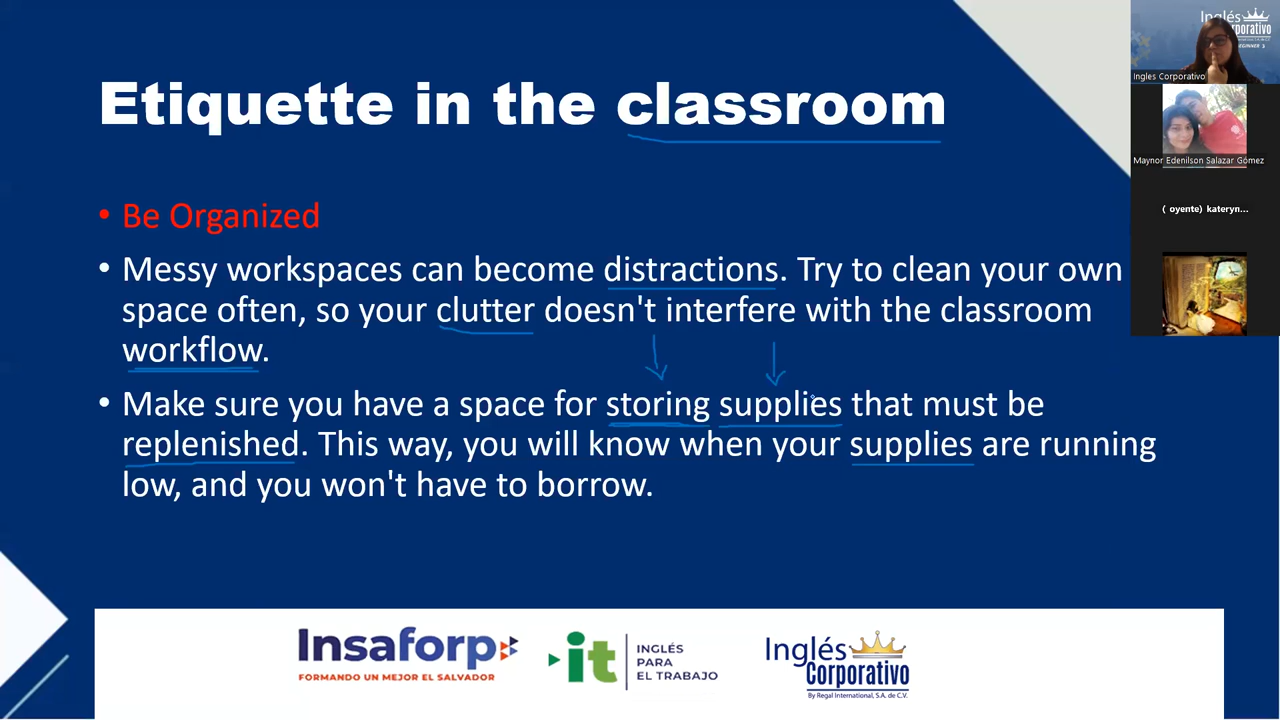 Etiquette in the classroom
• Be Organized
• Messy workspaces can become distractions. Try to clean your own
space often, so your clutter doesn't interfere with the classroom
workflow.
• Make sure you have a space for storing supplies that must be
replenished. This way, you will know when your supplies are running
low, and you won't have to borrow.
Inglés
Corporativo
BEGINNER 3
Ingles Corporativo
Maynor Edenilson Salazar Gómez
( oyente) kateryn...
Insaforp
FORMANDO UN MEJOR EL SALVADOR
it
INGLÉS
PARA
EL TRABAJO
Inglés
Corporativo
By Regal International, S.A. de C.V.